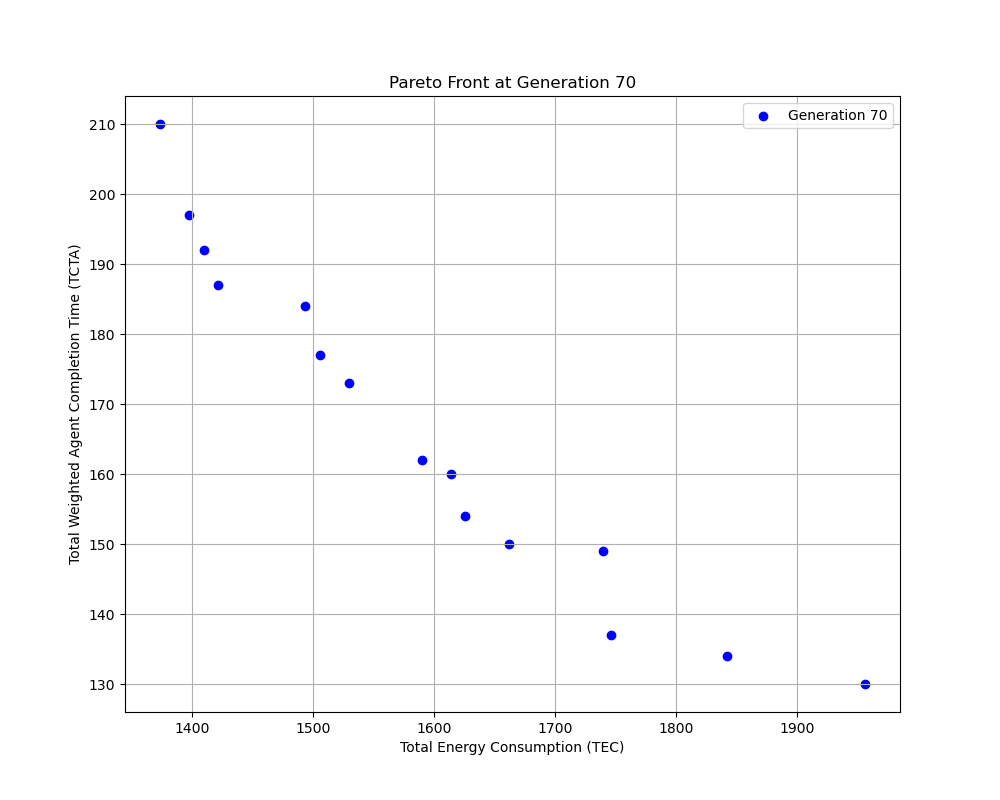 Pareto Front at Generation 70
Generation 70
210
200
190
180
170
160
150
140
130
Total Weighted Agent Completion Time (TCTA)
1400 1500 1600 1700 1800 1900
Total Energy Consumption (TEC)